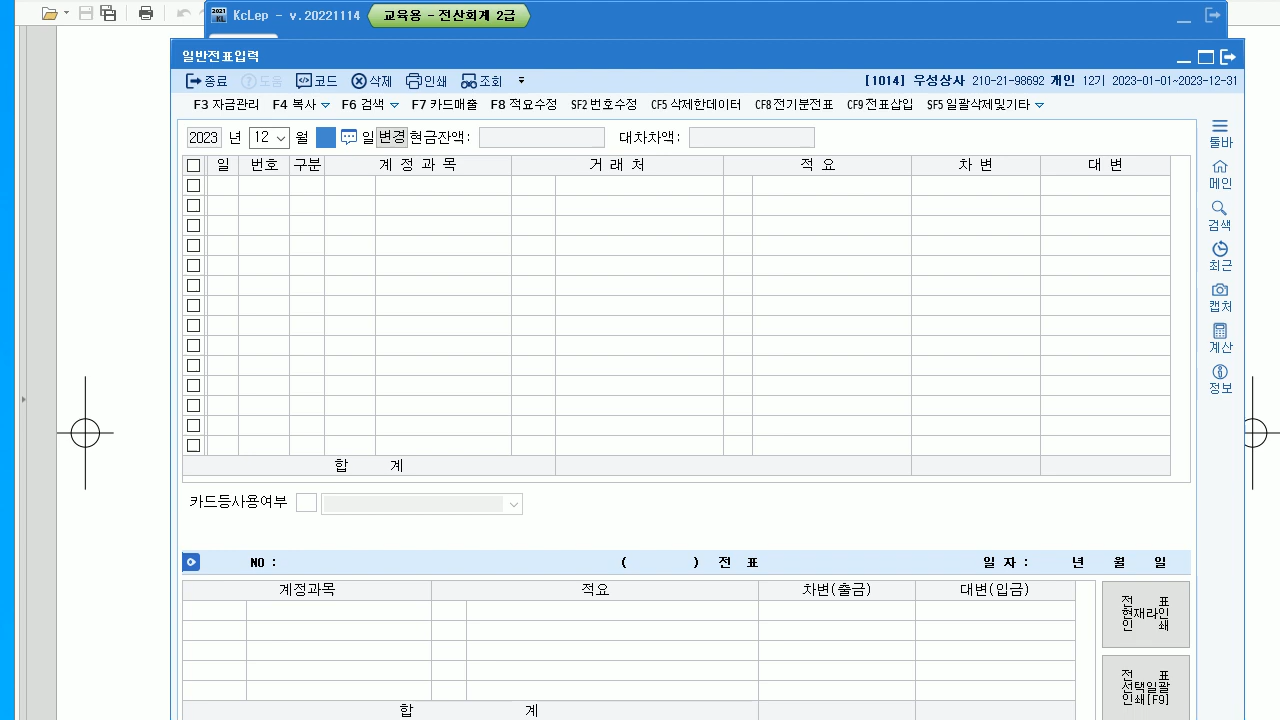 2021 KL KcLep - v.20221114 교육용 - 전산회계 2급
일반전표입력
종료 도움 코드 삭제 인쇄 조회 [1014] 우성상사 210-21-98692 개인 12기 2023-01-01~2023-12-31
F3 자금관리 F4 복사 F6 검색 F7 카드매출 F8 적요수정 SF2 번호수정 CF5 삭제한데이터 CF8 전기분전표 CF9 전표삽입 SF5 일괄삭제및기타
2023 년 12 월 일 변경 현금잔액: 대차차액:
일 번호 구분 계 정 과 목 거 래 처 적 요 차 변 대 변
합 계
카드등사용여부
NO : ( ) 전 표 일 자 : 년 월 일
계정과목 적요 차변(출금) 대변(입금)
합 계
전 표
현재라인
인 쇄
전 표
선택일괄
인쇄[F9]
툴바
메인
검색
최근
캡처
계산
정보